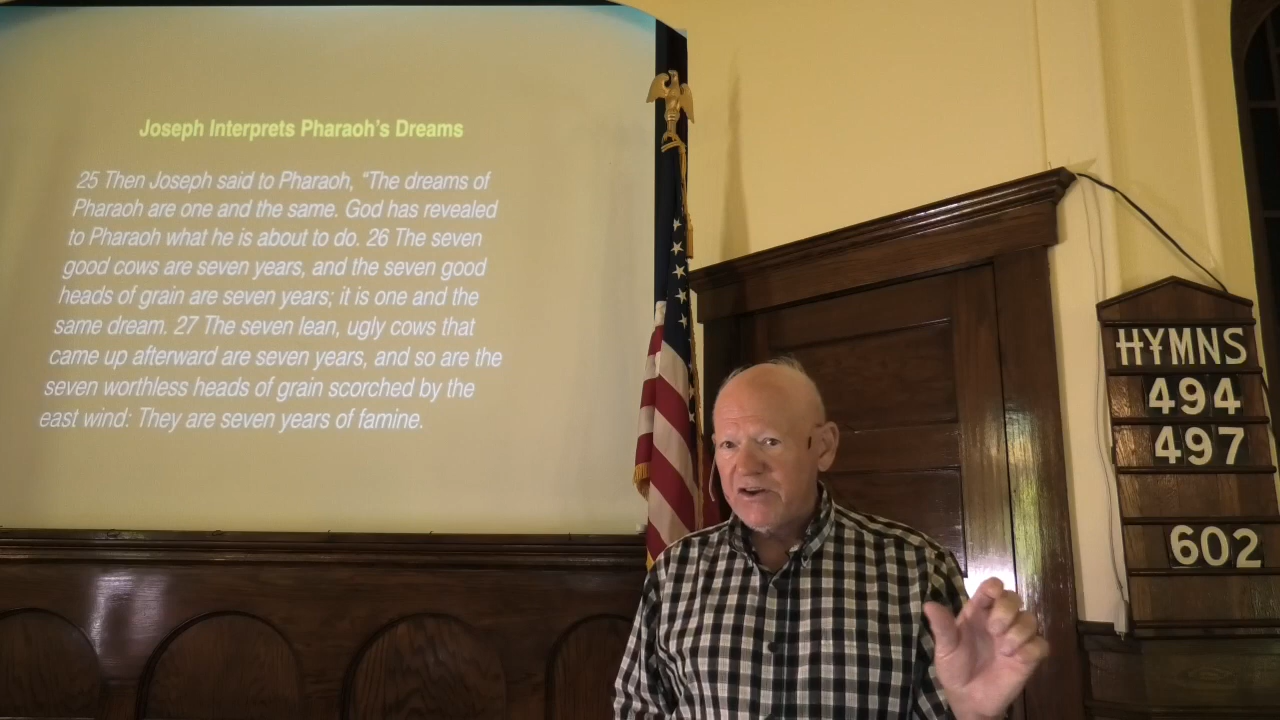 Joseph Interprets Pharaoh's Dreams
25 Then Joseph said to Pharaoh, “The dreams of
Pharaoh are one and the same. God has revealed
to Pharaoh what he is about to do. 26 The seven
good cows are seven years, and the seven good
heads of grain are seven years; it is one and the
same dream. 27 The seven lean, ugly cows that
came up afterward are seven years, and so are the
seven worthless heads of grain scorched by the
east wind: They are seven years of famine.
HYMNS
494
497
602